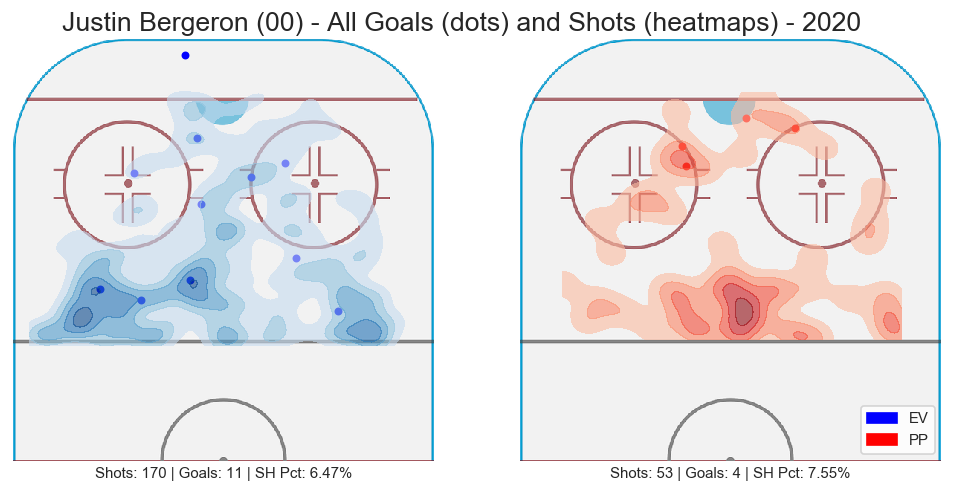 Justin Bergeron (00) - All Goals (dots) and Shots (heatmaps) - 2020
EV
PP
Shots: 170 | Goals: 11 | SH Pct: 6.47%
Shots: 53 | Goals: 4 | SH Pct: 7.55%